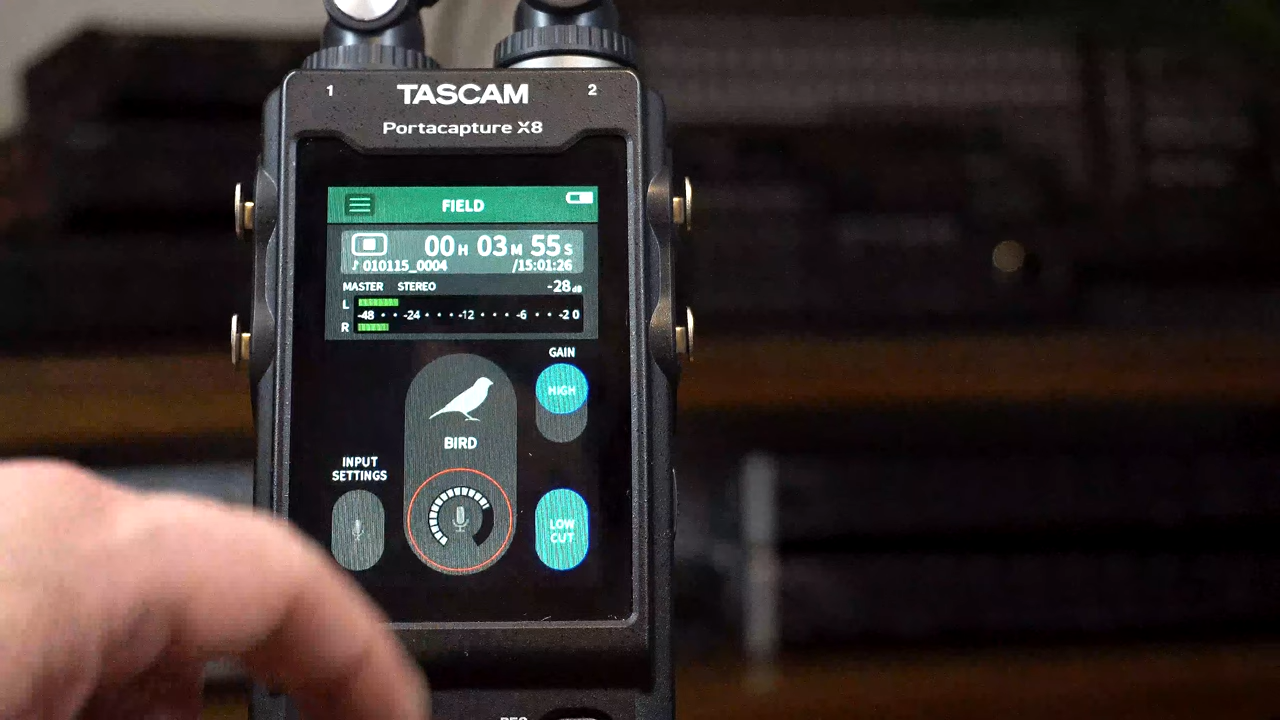 1 TASCAM 2
Portacapture X8
FIELD
00H 03M 55S
♪ 010115_0004 /15:01:26
MASTER STEREO -28dB
L
-48 · · -24 · · · · -12 · · · · -6 · · · -2 0
R
GAIN
HIGH
BIRD
INPUT
SETTINGS
LOW
CUT
REC